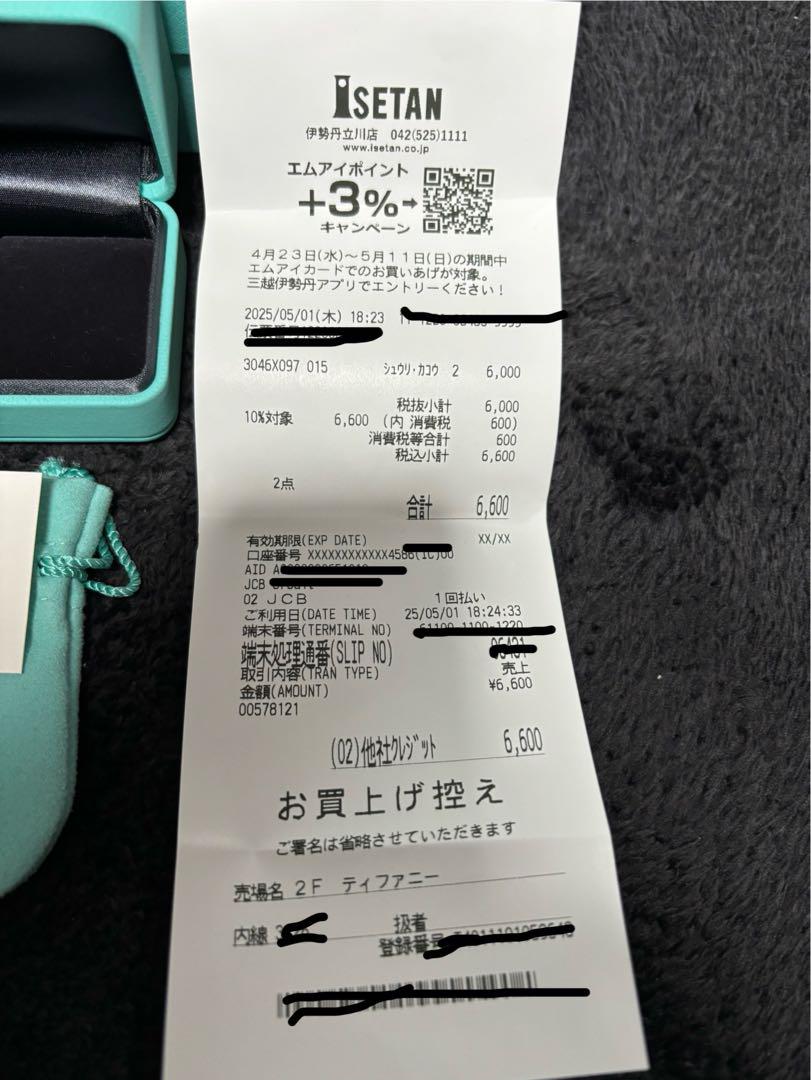 ISETAN
伊勢丹立川店 042(525)1111
www.isetan.co.jp
エムアイポイント
+3%→
キャンペーン
4月23日(水)~5月11日(日)の期間中
エムアイカードでのお買いあげが対象。
三越伊勢丹アプリでエントリーください!
2025/05/01(木) 18:23
伝票番号
3046X097 015 シュウリ・カコウ 2 6,000
税抜小計 6,000
10%対象 6,600 (内 消費税 600)
消費税等合計 600
税込小計 6,600
2点
合計 6,600
有効期限(EXP DATE) XX/XX
口座番号 XXXXXXXXXXXX4586(IC)00
AID
JCB
02 JCB 1回払い
ご利用日(DATE TIME) 25/05/01 18:24:33
端末番号(TERMINAL NO)
端末処理通番(SLIP NO)
取引内容(TRAN TYPE) 売上
金額(AMOUNT) ¥6,600
00578121
(02)他社クレジット 6,600
お買上げ控え
ご署名は省略させていただきます
売場名 2F ティファニー
内線 扱者
登録番号